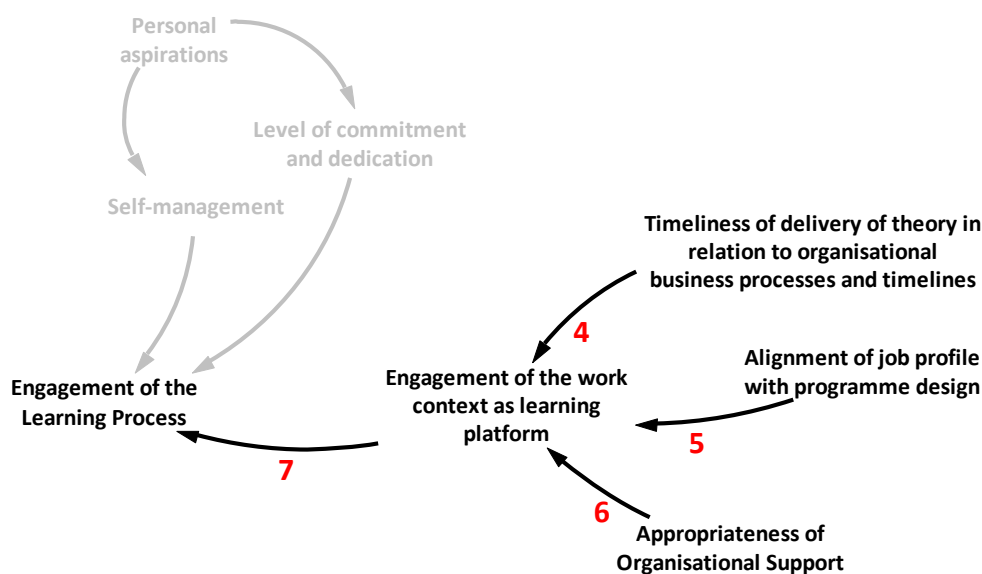 Personal
aspirations
Level of commitment
and dedication
Self-management
Timeliness of delivery of theory in
relation to organisational
business processes and timelines
4
Alignment of job profile
with programme design
Engagement of the work
context as learning
platform
Engagement of the
Learning Process
5
7
6
Appropriateness of
Organisational Support